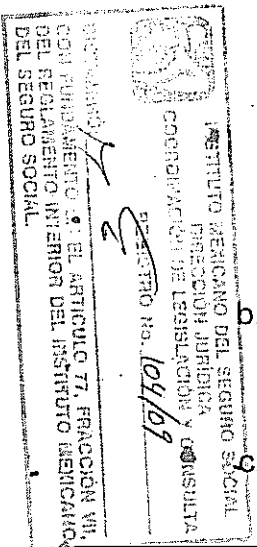 INSTITUTO MEXICANO DEL SEGURO SOCIAL
DIRECCIÓN JURÍDICA
COORDINACIÓN DE LEGISLACIÓN Y CONSULTA
REGISTRO No. 104/09
DICTAMINÓ
CON FUNDAMENTO EN EL ARTÍCULO 77, FRACCIÓN VII,
DEL REGLAMENTO INTERIOR DEL INSTITUTO MEXICANO
DEL SEGURO SOCIAL.
b
c